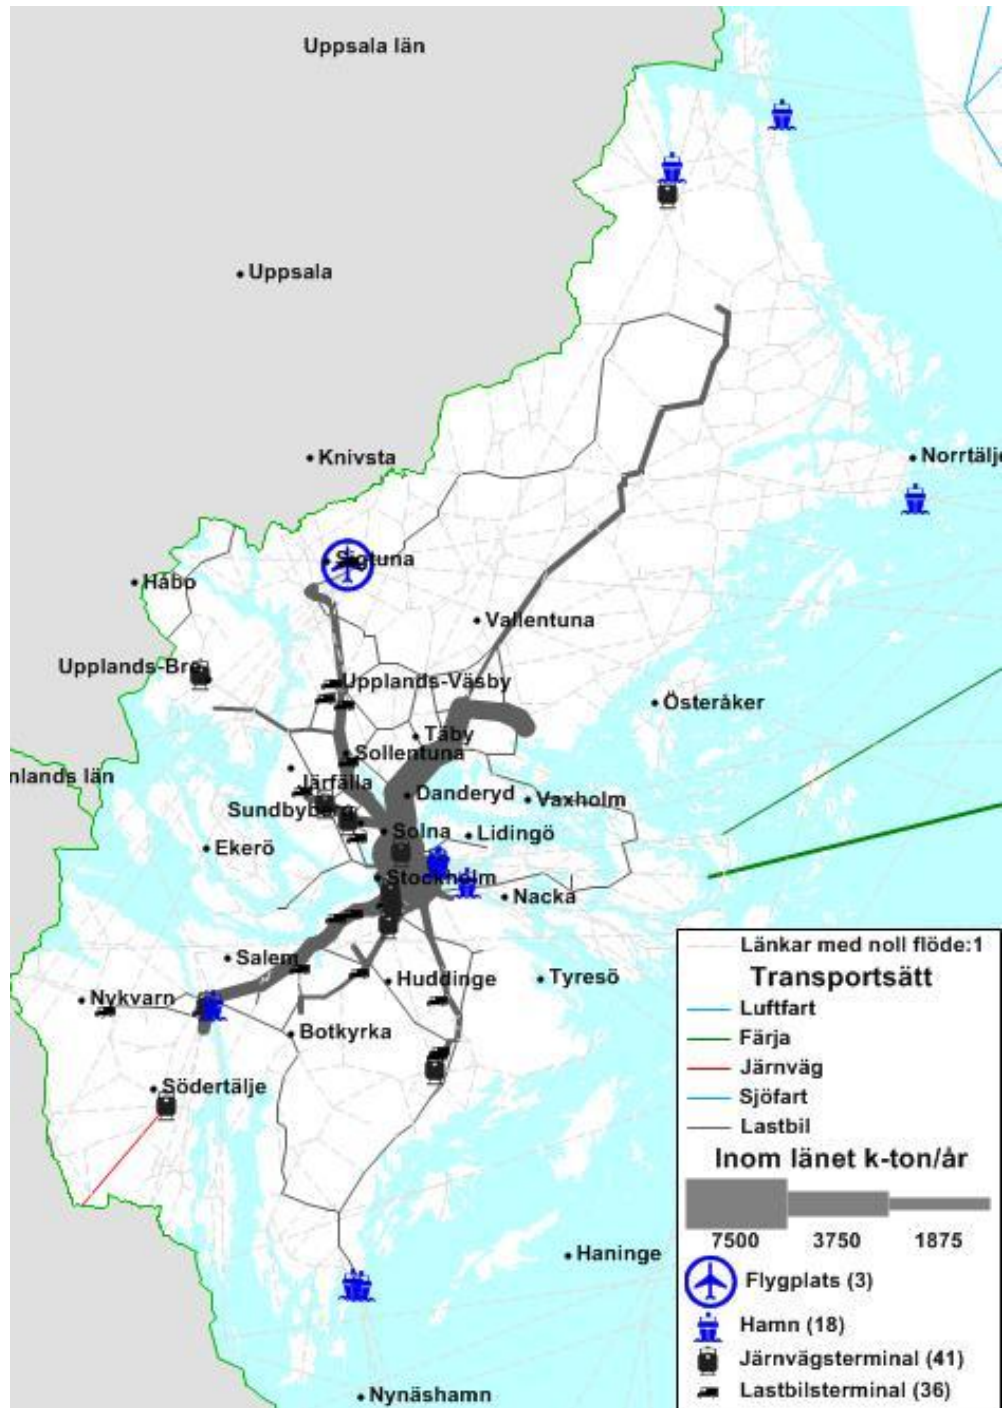 Uppsala län
Uppsala
Knivsta
Norrtälje
Sigtuna
Håbo
Vallentuna
Upplands-Bro
Upplands-Väsby
Österåker
Täby
Sollentuna
nlands län
Järfälla
Danderyd
Vaxholm
Sundbyberg
Solna
Lidingö
Ekerö
Stockholm
Nacka
Salem
Huddinge
Tyresö
Nykvarn
Botkyrka
Södertälje
Haninge
Nynäshamn
Länkar med noll flöde:1
Transportsätt
Luftfart
Färja
Järnväg
Sjöfart
Lastbil
Inom länet k-ton/år
7500 3750 1875
Flygplats (3)
Hamn (18)
Järnvägsterminal (41)
Lastbilsterminal (36)